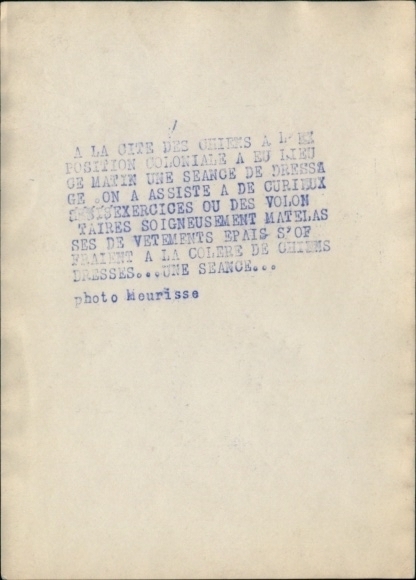 A LA CITE DES CHIENS A L'EX
POSITION COLONIALE A EU LIEU
CE MATIN UNE SEANCE DE DRESSA
GE .ON A ASSISTE A DE CURIEUX
EXERCICES OU DES VOLON
TAIRES SOIGNEUSEMENT MATELAS
SES DE VETEMENTS EPAIS S'OF
FRAIENT A LA COLERE DE CHIENS
DRESSES...UNE SEANCE...
photo Meurisse